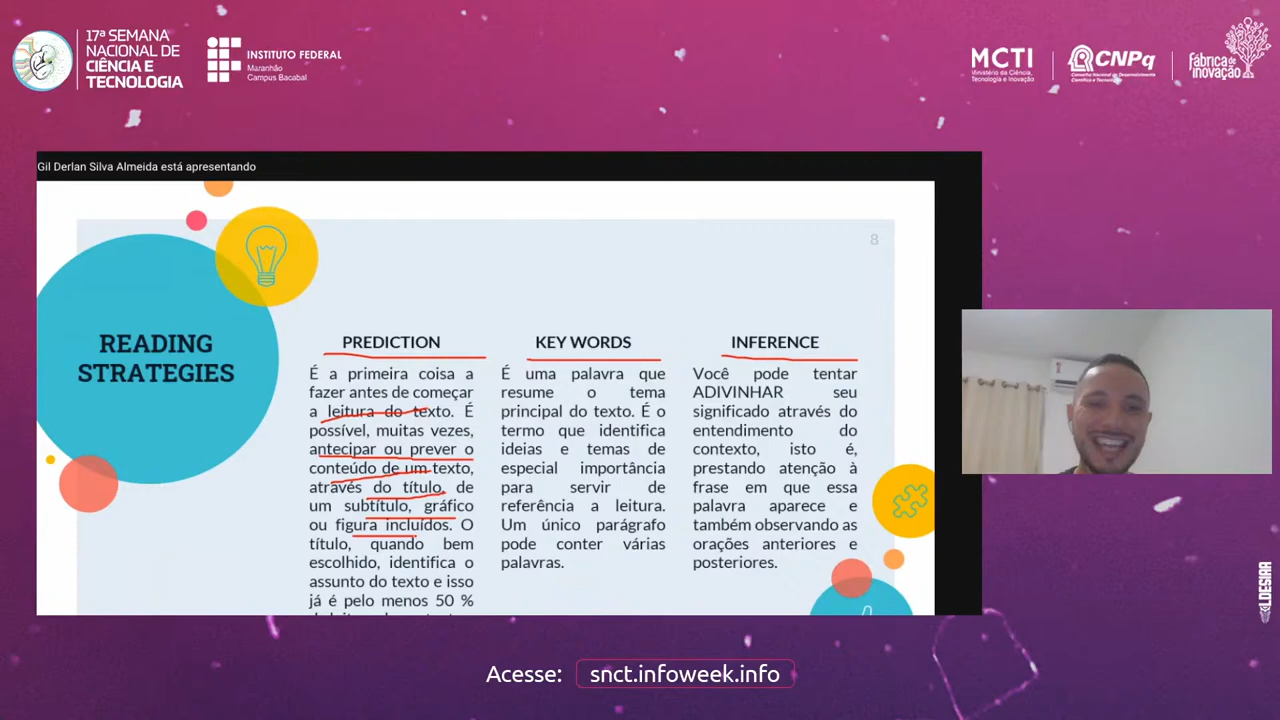 17ª SEMANA
NACIONAL DE
CIÊNCIA E
TECNOLOGIA
INSTITUTO FEDERAL
Maranhão
Campus Bacabal
MCTI
Ministério da Ciência,
Tecnologia e Inovação
CNPq
Conselho Nacional de Desenvolvimento
Científico e Tecnológico
Fábrica de
inovação
Gil Derlan Silva Almeida está apresentando
8
READING
STRATEGIES
PREDICTION
É a primeira coisa a
fazer antes de começar
a leitura do texto. É
possível, muitas vezes,
antecipar ou prever o
conteúdo de um texto,
através do título, de
um subtítulo, gráfico
ou figura incluídos. O
título, quando bem
escolhido, identifica o
assunto do texto e isso
já é pelo menos 50 %
KEY WORDS
É uma palavra que
resume o tema
principal do texto. É o
termo que identifica
ideias e temas de
especial importância
para servir de
referência a leitura.
Um único parágrafo
pode conter várias
palavras.
INFERENCE
Você pode tentar
ADIVINHAR seu
significado através do
entendimento do
contexto, isto é,
prestando atenção à
frase em que essa
palavra aparece e
também observando as
orações anteriores e
posteriores.
LDESIRA
Acesse: snct.infoweek.info